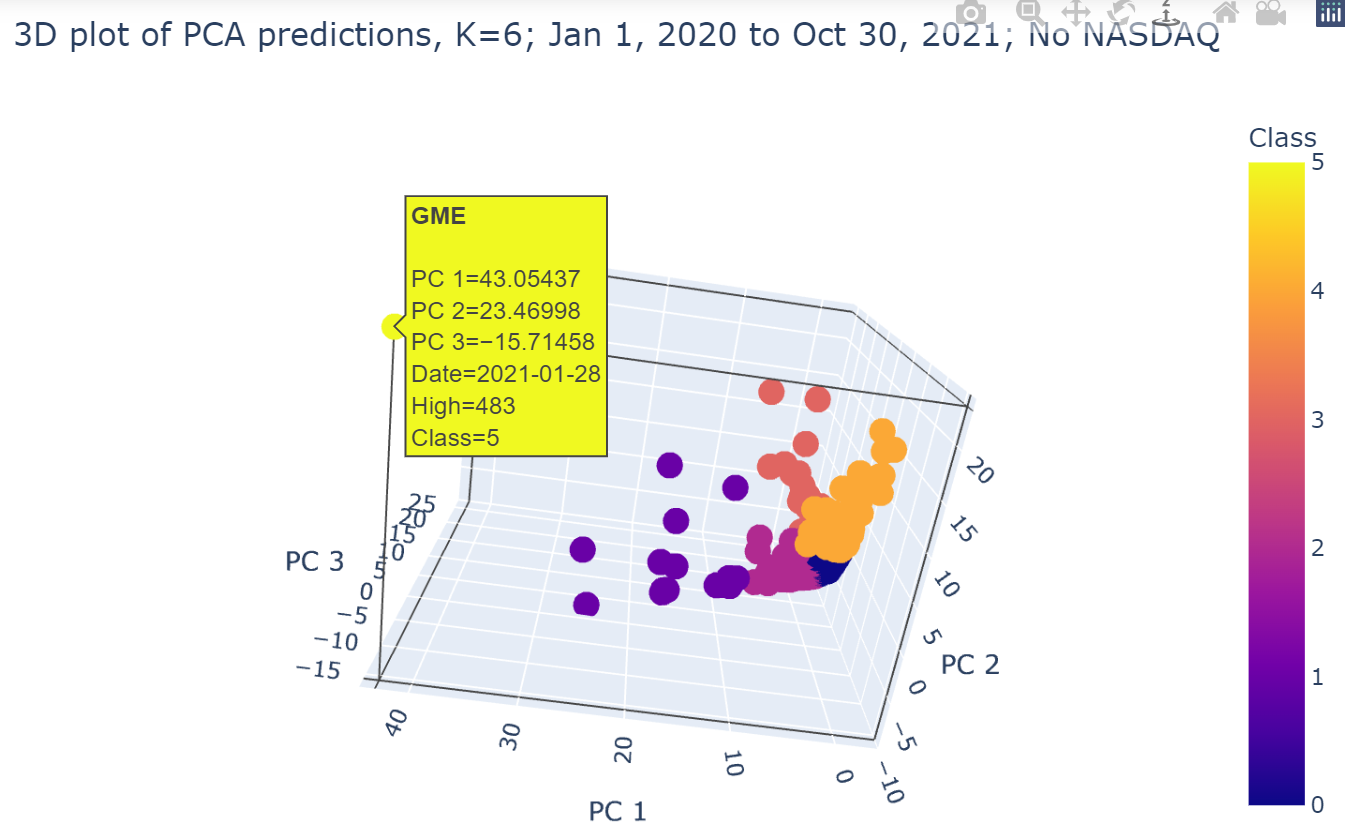 3D plot of PCA predictions, K=6; Jan 1, 2020 to Oct 30, 2021; No NASDAQ
Class
5
4
3
2
1
0
GME
PC 1=43.05437
PC 2=23.46998
PC 3=−15.71458
Date=2021-01-28
High=483
Class=5
25
20
15
10
5
0
−5
−10
−15
PC 3
40
30
20
10
0
PC 1
20
15
10
5
0
−5
−10
PC 2